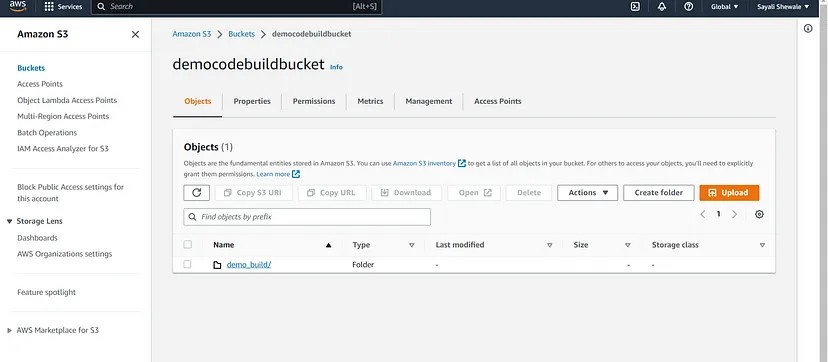 aws
Services
Search
[Alt+S]
Global
Sayali Shewale
Amazon S3
Buckets
Access Points
Object Lambda Access Points
Multi-Region Access Points
Batch Operations
IAM Access Analyzer for S3
Block Public Access settings for
this account
Storage Lens
Dashboards
AWS Organizations settings
Feature spotlight
AWS Marketplace for S3
Amazon S3 > Buckets > democodebuildbucket
democodebuildbucket Info
Objects Properties Permissions Metrics Management Access Points
Objects (1)
Objects are the fundamental entities stored in Amazon S3. You can use Amazon S3 inventory to get a list of all objects in your bucket. For others to access your objects, you'll need to explicitly
grant them permissions. Learn more
Copy S3 URI Copy URL Download Open Delete Actions Create folder Upload
Find objects by prefix
1
Name Type Last modified Size Storage class
demo_build/ Folder - - -